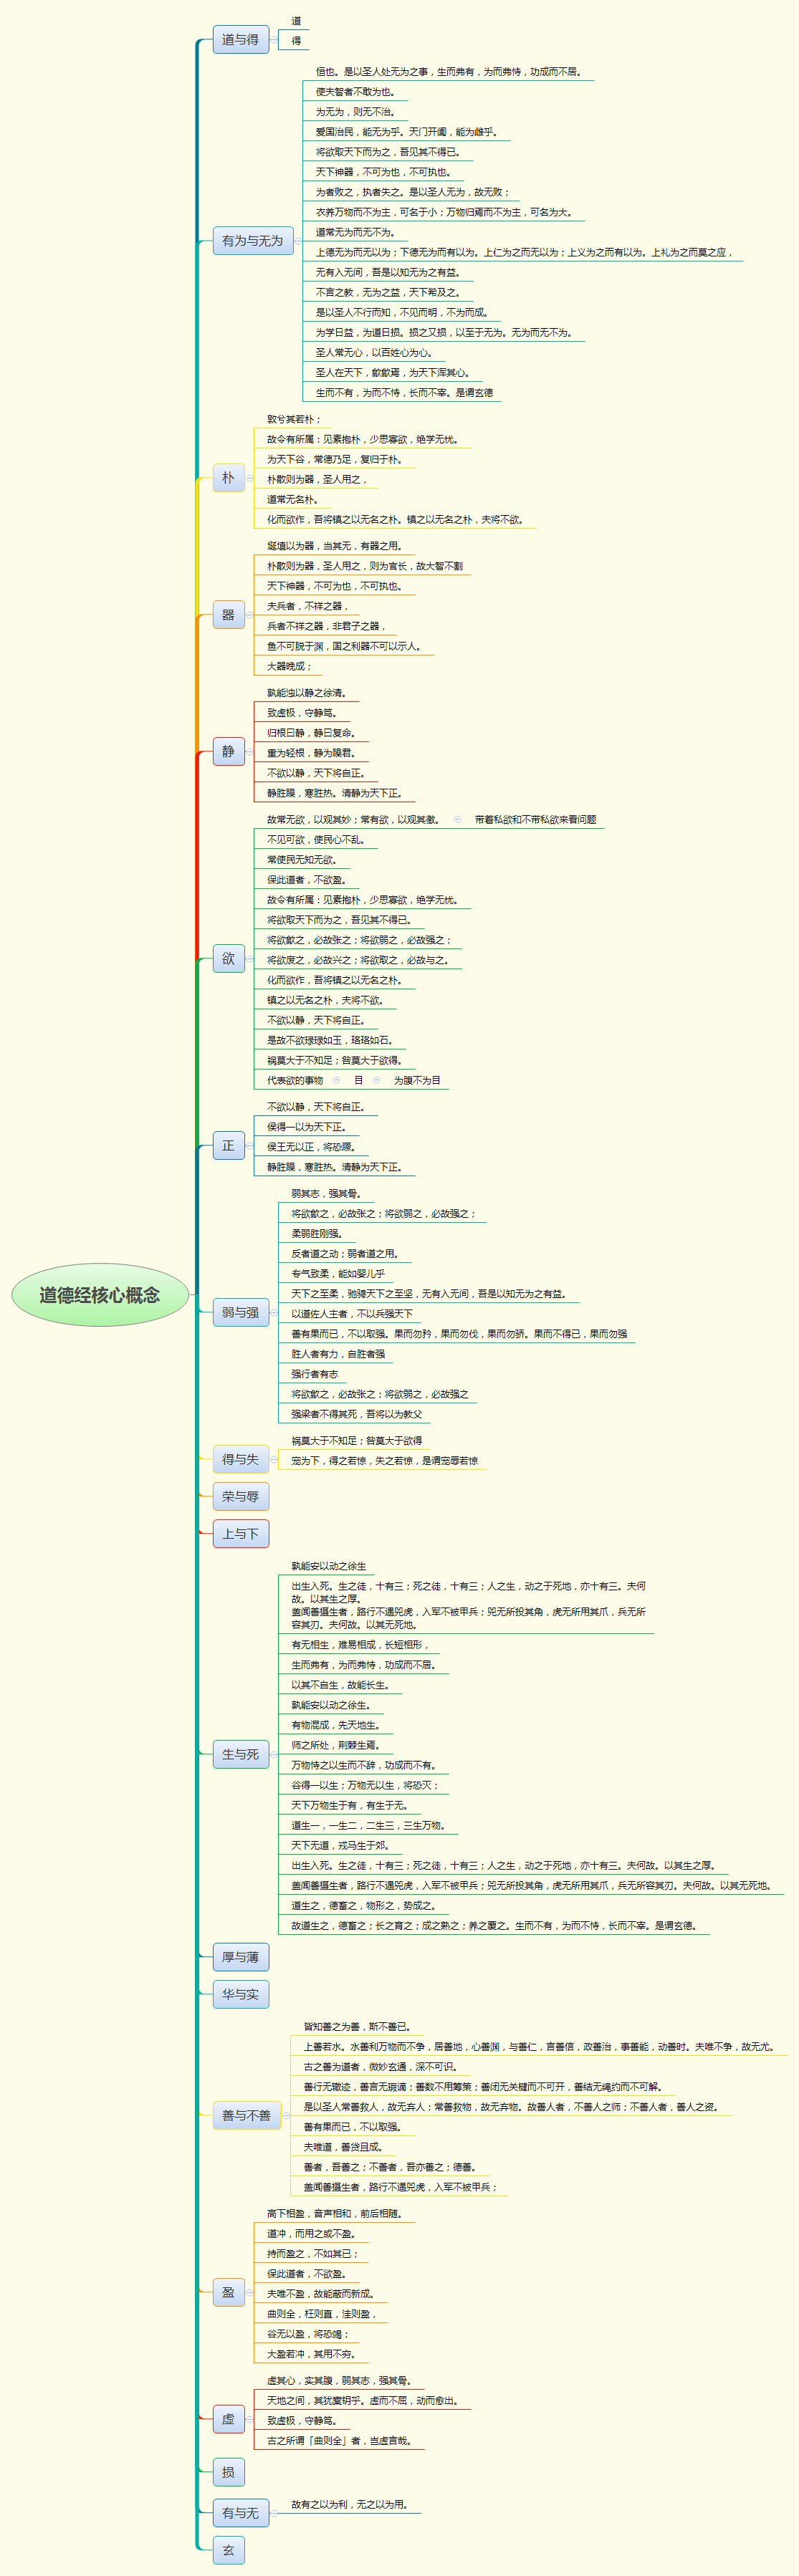 道德经核心概念
道与得
道
得
有为与无为
恒也。是以圣人处无为之事，生而弗有，为而弗恃，功成而不居。
使夫智者不敢为也。
为无为，则无不治。
爱国治民，能无为乎。天门开阖，能为雌乎。
将欲取天下而为之，吾见其不得已。
天下神器，不可为也，不可执也。
为者败之，执者失之。是以圣人无为，故无败；
衣养万物而不为主，可名于小；万物归焉而不为主，可名为大。
道常无为而无不为。
上德无为而无以为；下德无为而有以为。上仁为之而无以为；上义为之而有以为。上礼为之而莫之应，
无有入无间，吾是以知无为之有益。
不言之教，无为之益，天下希及之。
是以圣人不行而知，不见而明，不为而成。
为学日益，为道日损。损之又损，以至于无为。无为而无不为。
圣人常无心，以百姓心为心。
圣人在天下，歙歙焉，为天下浑其心。
生而不有，为而不恃，长而不宰。是谓玄德
朴
敦兮其若朴；
故令有所属：见素抱朴，少思寡欲，绝学无忧。
为天下谷，常德乃足，复归于朴。
朴散则为器，圣人用之，
道常无名朴。
化而欲作，吾将镇之以无名之朴。镇之以无名之朴，夫将不欲。
器
埏埴以为器，当其无，有器之用。
朴散则为器，圣人用之，则为官长，故大智不割
天下神器，不可为也，不可执也。
夫兵者，不祥之器，
兵者不祥之器，非君子之器，
鱼不可脱于渊，国之利器不可以示人。
大器晚成；
静
孰能浊以静之徐清。
致虚极，守静笃。
归根曰静，静曰复命。
重为轻根，静为躁君。
不欲以静，天下将自正。
静胜躁，寒胜热。清静为天下正。
欲
故常无欲，以观其妙；常有欲，以观其徼。
带着私欲和不带私欲来看问题
不见可欲，使民心不乱。
常使民无知无欲。
保此道者，不欲盈。
故令有所属：见素抱朴，少思寡欲，绝学无忧。
将欲取天下而为之，吾见其不得已。
将欲歙之，必故张之；将欲弱之，必故强之；
将欲废之，必故兴之；将欲取之，必故与之。
化而欲作，吾将镇之以无名之朴。
镇之以无名之朴，夫将不欲。
不欲以静，天下将自正。
是故不欲琭琭如玉，珞珞如石。
祸莫大于不知足；咎莫大于欲得。
代表欲的事物
目
为腹不为目
正
不欲以静，天下将自正。
侯得一以为天下正。
侯王无以正，将恐蹶。
静胜躁，寒胜热。清静为天下正。
弱与强
弱其志，强其骨。
将欲歙之，必故张之；将欲弱之，必故强之；
柔弱胜刚强。
反者道之动；弱者道之用。
专气致柔，能如婴儿乎
天下之至柔，驰骋天下之至坚，无有入无间，吾是以知无为之有益。
以道佐人主者，不以兵强天下
善有果而已，不以取强。果而勿矜，果而勿伐，果而勿骄。果而不得已，果而勿强
胜人者有力，自胜者强
强行者有志
将欲歙之，必故张之；将欲弱之，必故强之
强梁者不得其死，吾将以为教父
得与失
祸莫大于不知足；咎莫大于欲得
宠为下，得之若惊，失之若惊，是谓宠辱若惊
荣与辱
上与下
生与死
孰能安以动之徐生
出生入死。生之徒，十有三；死之徒，十有三；人之生，动之于死地，亦十有三。夫何
故。以其生之厚。
盖闻善摄生者，路行不遇兕虎，入军不被甲兵；兕无所投其角，虎无所用其爪，兵无所
容其刃。夫何故。以其无死地。
有无相生，难易相成，长短相形，
生而弗有，为而弗恃，功成而不居。
以其不自生，故能长生。
孰能安以动之徐生。
有物混成，先天地生。
师之所处，荆棘生焉。
万物恃之以生而不辞，功成而不有。
谷得一以生；万物无以生，将恐灭；
天下万物生于有，有生于无。
道生一，一生二，二生三，三生万物。
天下无道，戎马生于郊。
出生入死。生之徒，十有三；死之徒，十有三；人之生，动之于死地，亦十有三。夫何故。以其生之厚。
盖闻善摄生者，路行不遇兕虎，入军不被甲兵；兕无所投其角，虎无所用其爪，兵无所容其刃。夫何故。以其无死地。
道生之，德畜之，物形之，势成之。
故道生之，德畜之；长之育之；成之熟之；养之覆之。生而不有，为而不恃，长而不宰。是谓玄德。
厚与薄
华与实
善与不善
皆知善之为善，斯不善已。
上善若水。水善利万物而不争，居善地，心善渊，与善仁，言善信，政善治，事善能，动善时。夫唯不争，故无尤。
古之善为道者，微妙玄通，深不可识。
善行无辙迹，善言无瑕谪；善数不用筹策；善闭无关楗而不可开，善结无绳约而不可解。
是以圣人常善救人，故无弃人；常善救物，故无弃物。故善人者，不善人之师；不善人者，善人之资。
善有果而已，不以取强。
夫唯道，善贷且成。
善者，吾善之；不善者，吾亦善之；德善。
盖闻善摄生者，路行不遇兕虎，入军不被甲兵；
盈
高下相盈，音声相和，前后相随。
道冲，而用之或不盈。
持而盈之，不如其已；
保此道者，不欲盈。
夫唯不盈，故能蔽而新成。
曲则全，枉则直，洼则盈，
谷无以盈，将恐竭；
大盈若冲，其用不穷。
虚
虚其心，实其腹，弱其志，强其骨。
天地之间，其犹橐钥乎。虚而不屈，动而愈出。
致虚极，守静笃。
古之所谓「曲则全」者，岂虚言哉。
损
有与无
故有之以为利，无之以为用。
玄